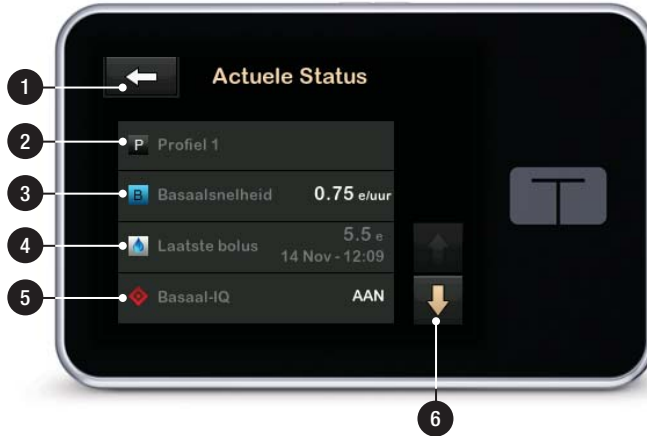 Actuele Status
1
2
P Profiel 1
3
B Basaalsnelheid 0.75 e/uur
4
Laatste bolus 5.5 e
14 Nov - 12:09
5
Basaal-IQ AAN
6